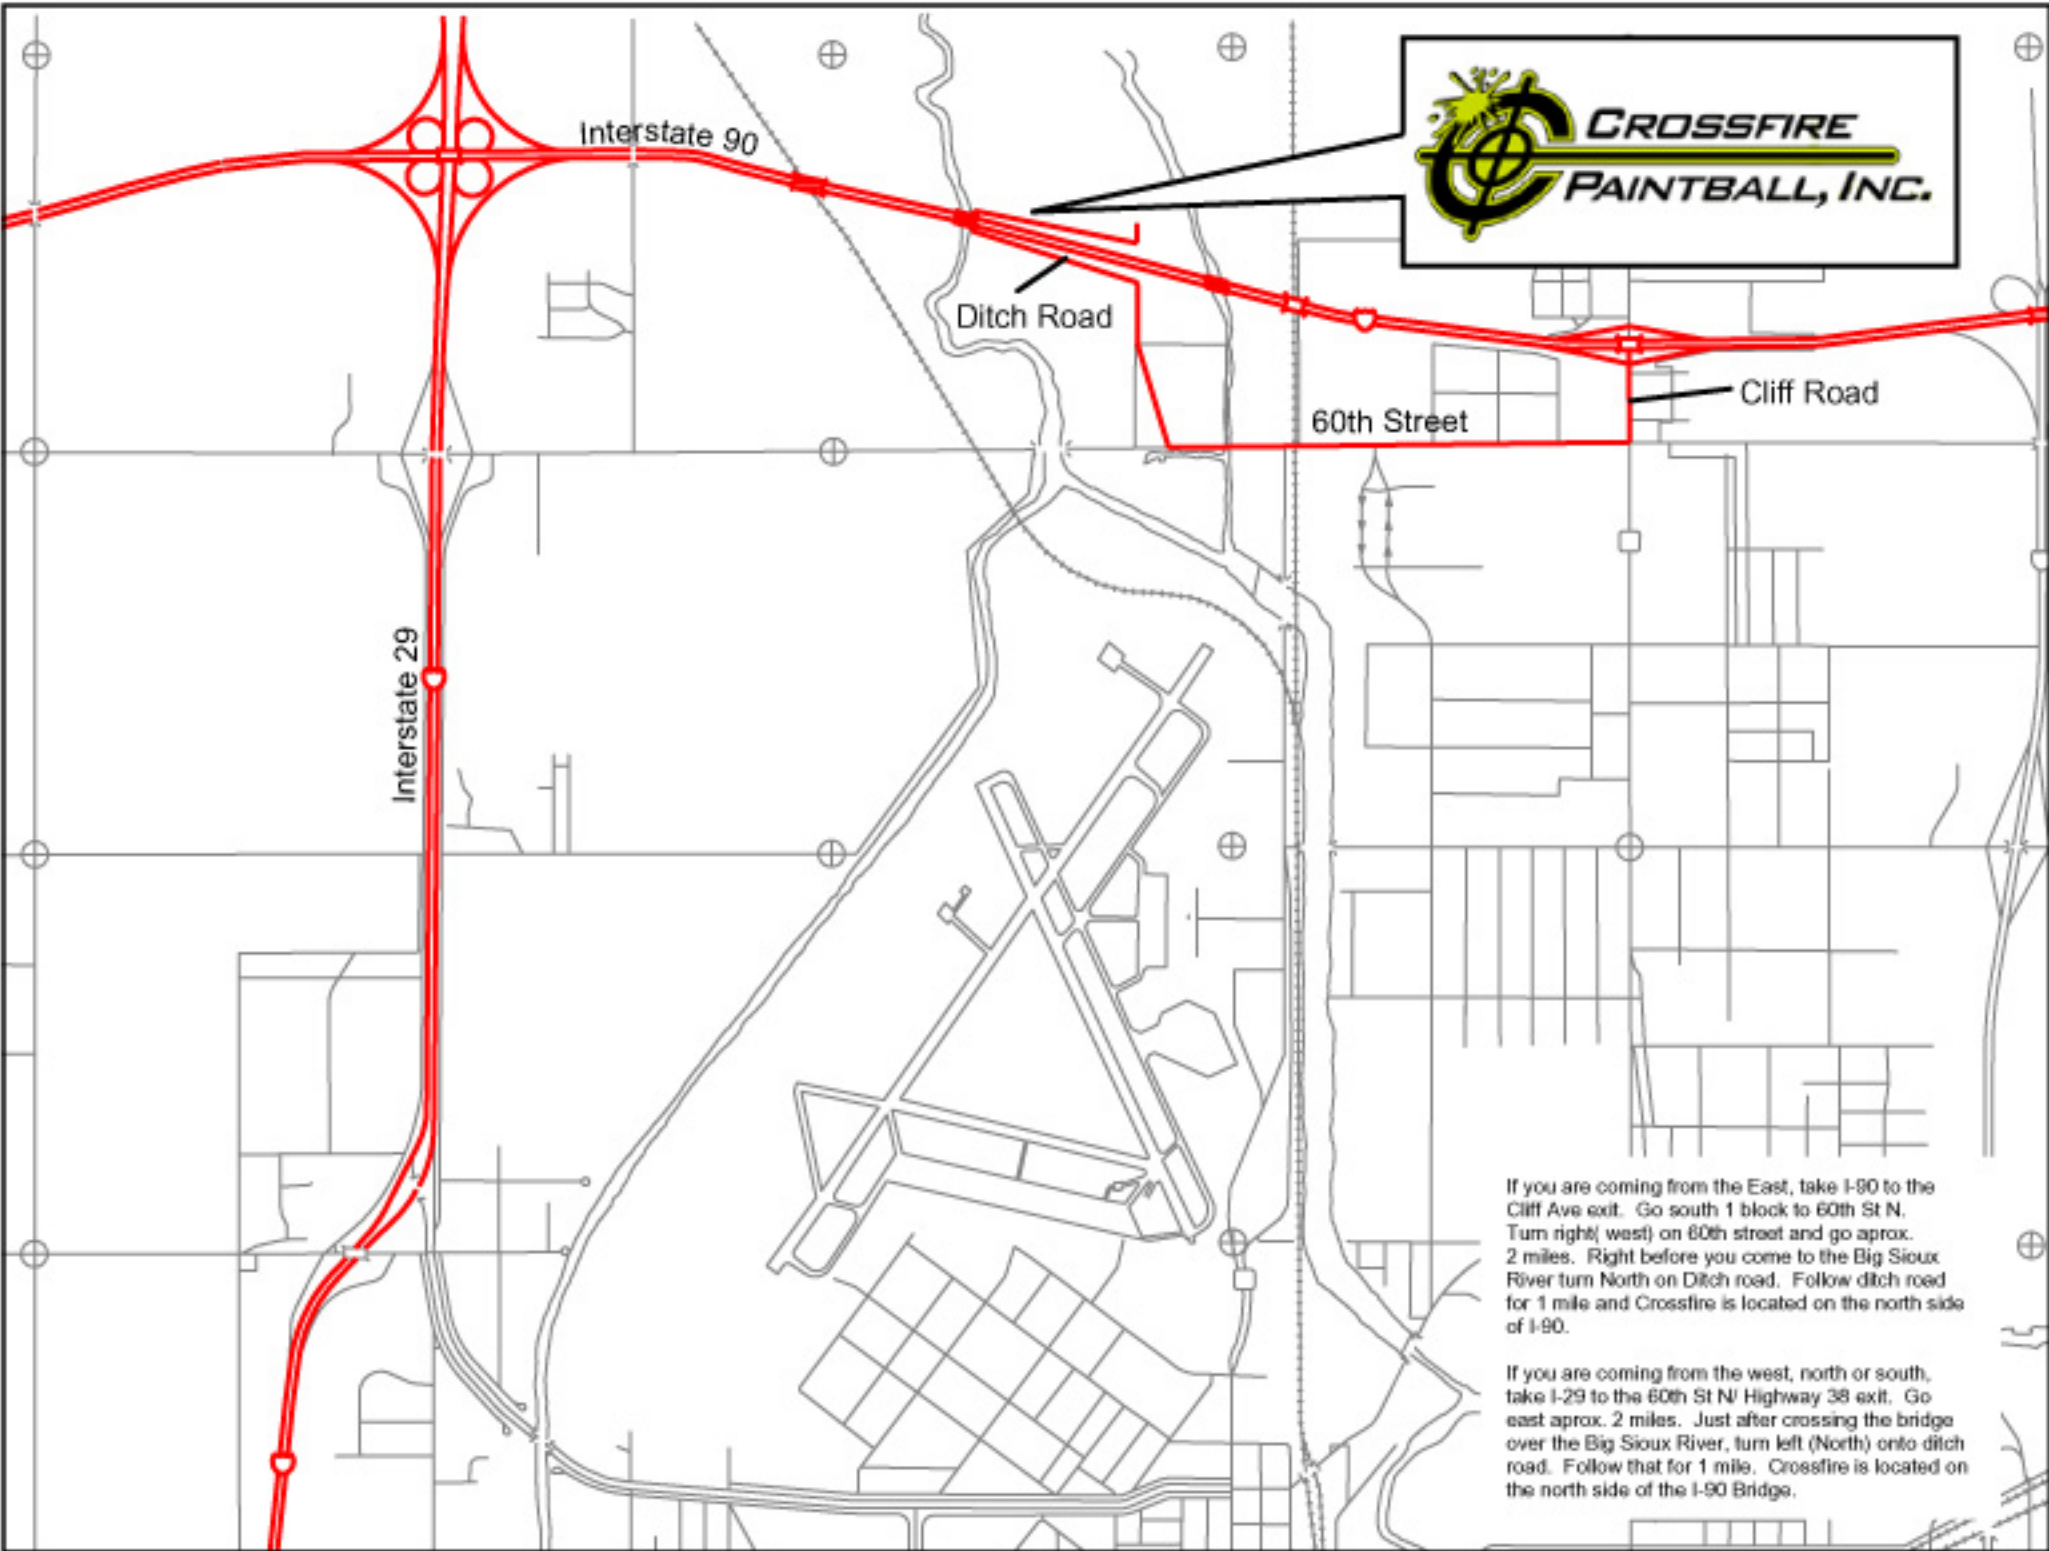 Interstate 90
CROSSFIRE
PAINTBALL, INC.
Ditch Road
Cliff Road
60th Street
Interstate 29
If you are coming from the East, take I-90 to the
Cliff Ave exit. Go south 1 block to 60th St N.
Turn right( west) on 60th street and go aprox.
2 miles. Right before you come to the Big Sioux
River turn North on Ditch road. Follow ditch road
for 1 mile and Crossfire is located on the north side
of I-90.
If you are coming from the west, north or south,
take I-29 to the 60th St N/ Highway 38 exit. Go
east aprox. 2 miles. Just after crossing the bridge
over the Big Sioux River, turn left (North) onto ditch
road. Follow that for 1 mile. Crossfire is located on
the north side of the I-90 Bridge.